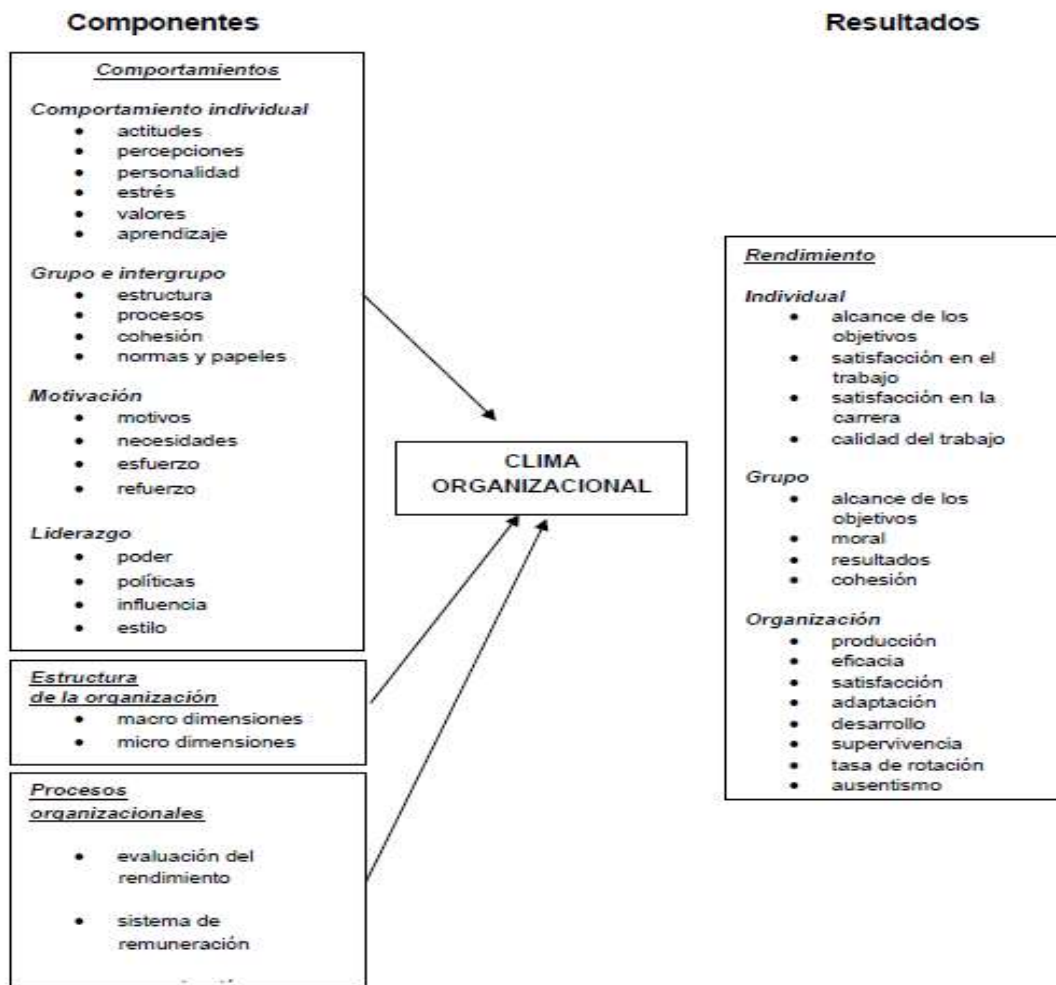 Componentes
Comportamientos
Comportamiento individual
• actitudes
• percepciones
• personalidad
• estrés
• valores
• aprendizaje
Grupo e intergrupo
• estructura
• procesos
• cohesión
• normas y papeles
Motivación
• motivos
• necesidades
• esfuerzo
• refuerzo
Liderazgo
• poder
• políticas
• influencia
• estilo
Estructura
de la organización
• macro dimensiones
• micro dimensiones
Procesos
organizacionales
• evaluación del
rendimiento
• sistema de
remuneración
CLIMA
ORGANIZACIONAL
Resultados
Rendimiento
Individual
• alcance de los
objetivos
• satisfacción en el
trabajo
• satisfacción en la
carrera
• calidad del trabajo
Grupo
• alcance de los
objetivos
• moral
• resultados
• cohesión
Organización
• producción
• eficacia
• satisfacción
• adaptación
• desarrollo
• supervivencia
• tasa de rotación
• ausentismo